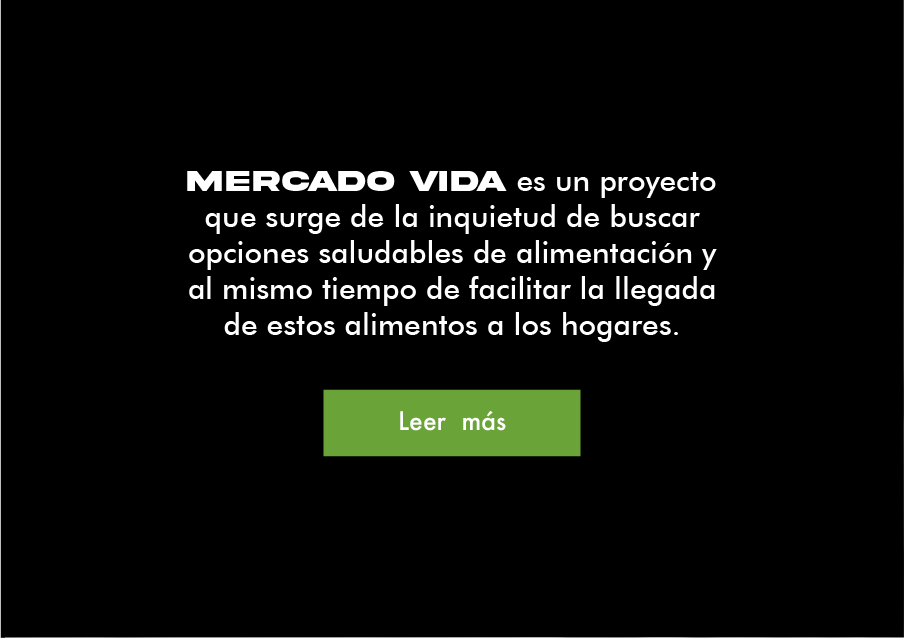 MERCADO VIDA es un proyecto
que surge de la inquietud de buscar
opciones saludables de alimentación y
al mismo tiempo de facilitar la llegada
de estos alimentos a los hogares.
Leer más